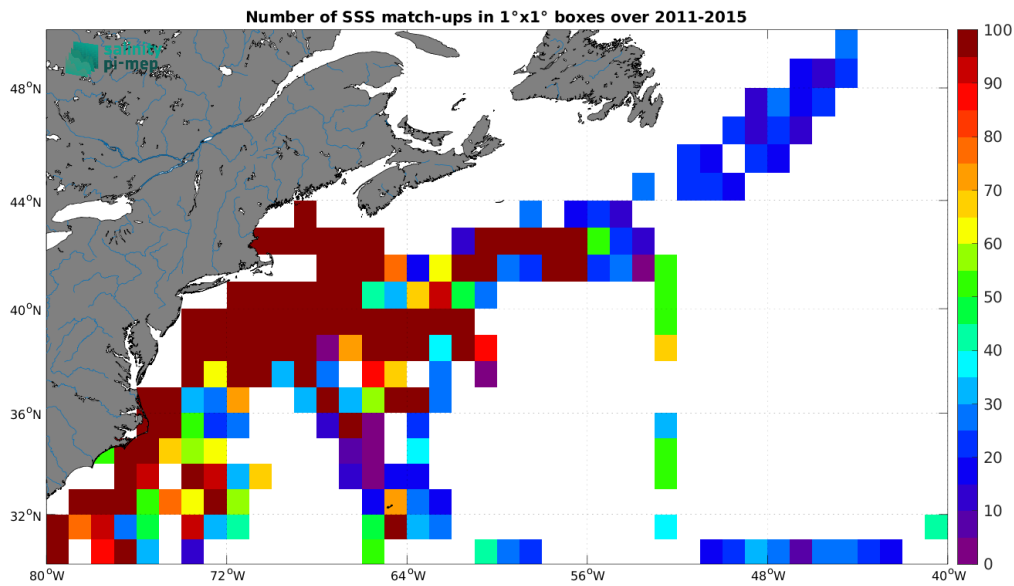 Number of SSS match-ups in 1°x1° boxes over 2011-2015
salinity
pi-mep
48°N
44°N
40°N
36°N
32°N
80°W 72°W 64°W 56°W 48°W 40°W
100
90
80
70
60
50
40
30
20
10
0